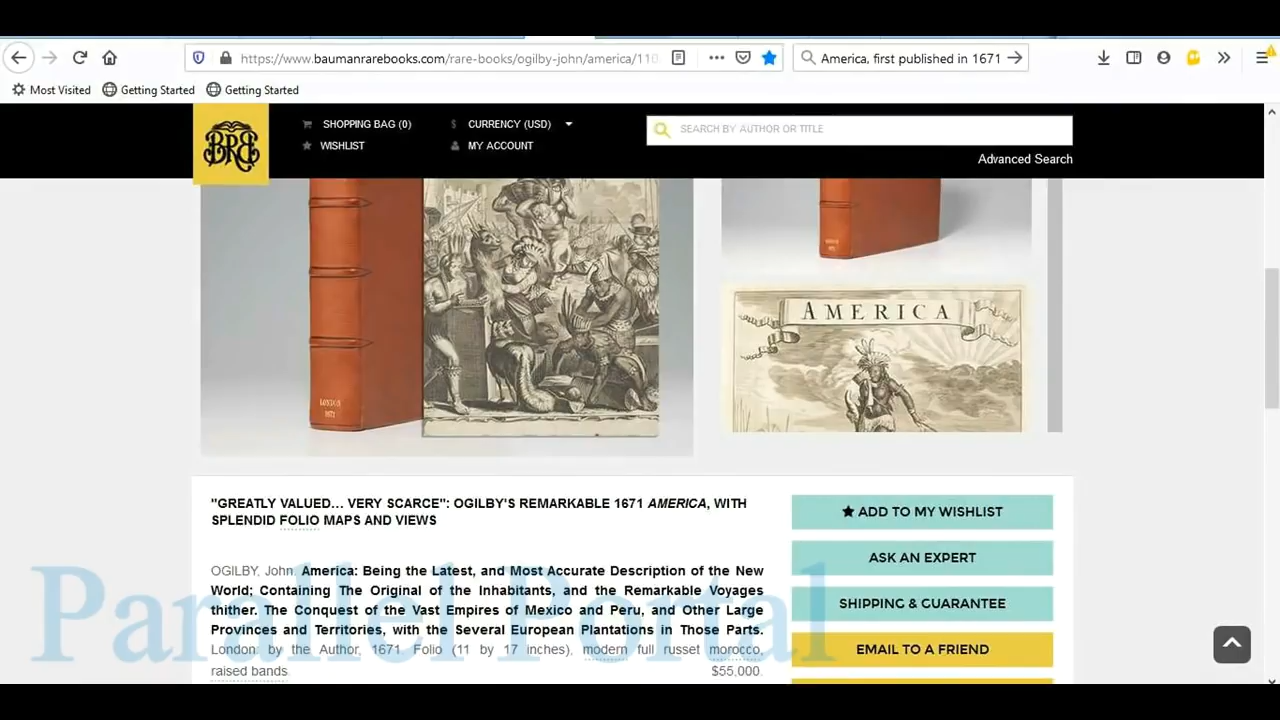 https://www.baumanrarebooks.com/rare-books/ogilby-john/america/110
America, first published in 1671
Most Visited
Getting Started
Getting Started
BRB
SHOPPING BAG (0)
$ CURRENCY (USD)
SEARCH BY AUTHOR OR TITLE
WISHLIST
MY ACCOUNT
Advanced Search
LONDON
1671
AMERICA
"GREATLY VALUED… VERY SCARCE": OGILBY'S REMARKABLE 1671 AMERICA, WITH
SPLENDID FOLIO MAPS AND VIEWS
OGILBY, John. America: Being the Latest, and Most Accurate Description of the New
World; Containing The Original of the Inhabitants, and the Remarkable Voyages
thither. The Conquest of the Vast Empires of Mexico and Peru, and Other Large
Provinces and Territories, with the Several European Plantations in Those Parts.
London: by the Author, 1671. Folio (11 by 17 inches), modern full russet morocco,
raised bands. $55,000.
ADD TO MY WISHLIST
ASK AN EXPERT
SHIPPING & GUARANTEE
EMAIL TO A FRIEND
Parallel Portal